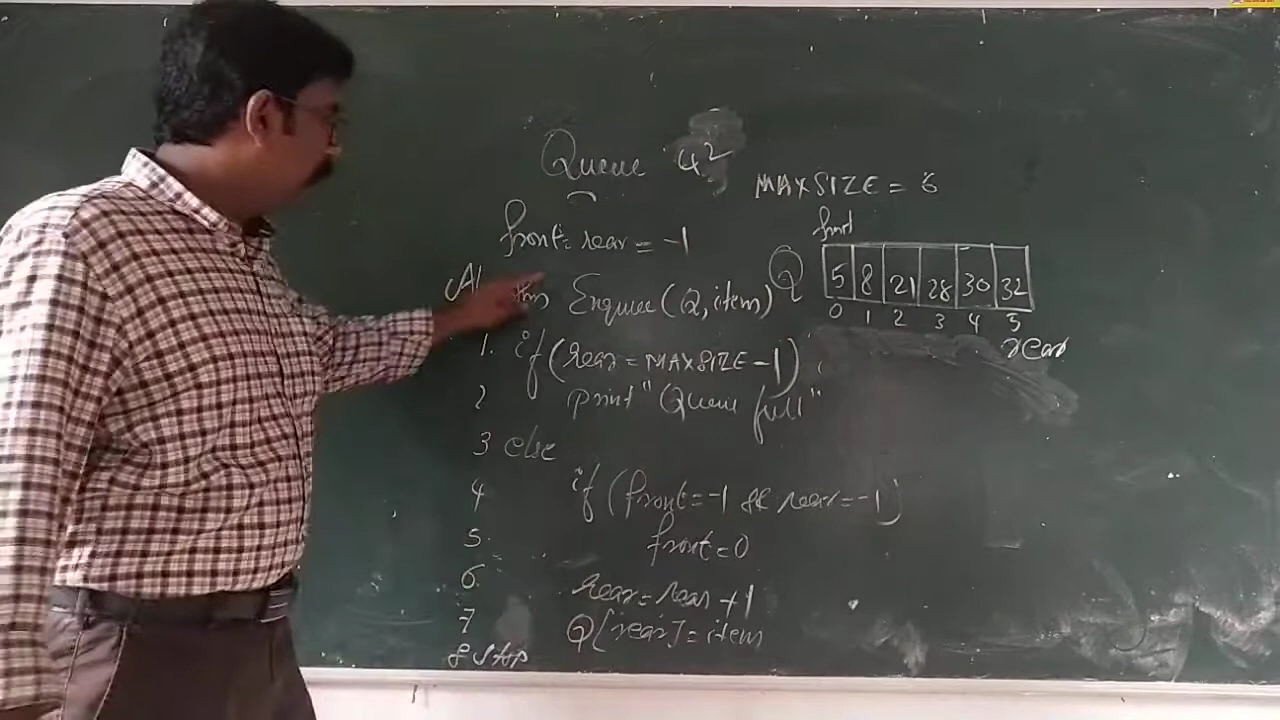 Queue 42
MAXSIZE = 6
front = rear = -1
front
Enqueue (Q, item)
Q 5 8 21 28 30 32
0 1 2 3 4 5
rear
1. if (rear = MAXSIZE -1)
2 print "Queue full"
3 else
4 if (front = -1 && rear = -1)
5. front = 0
6. rear = rear + 1
7 Q[rear] = item
8 Stop